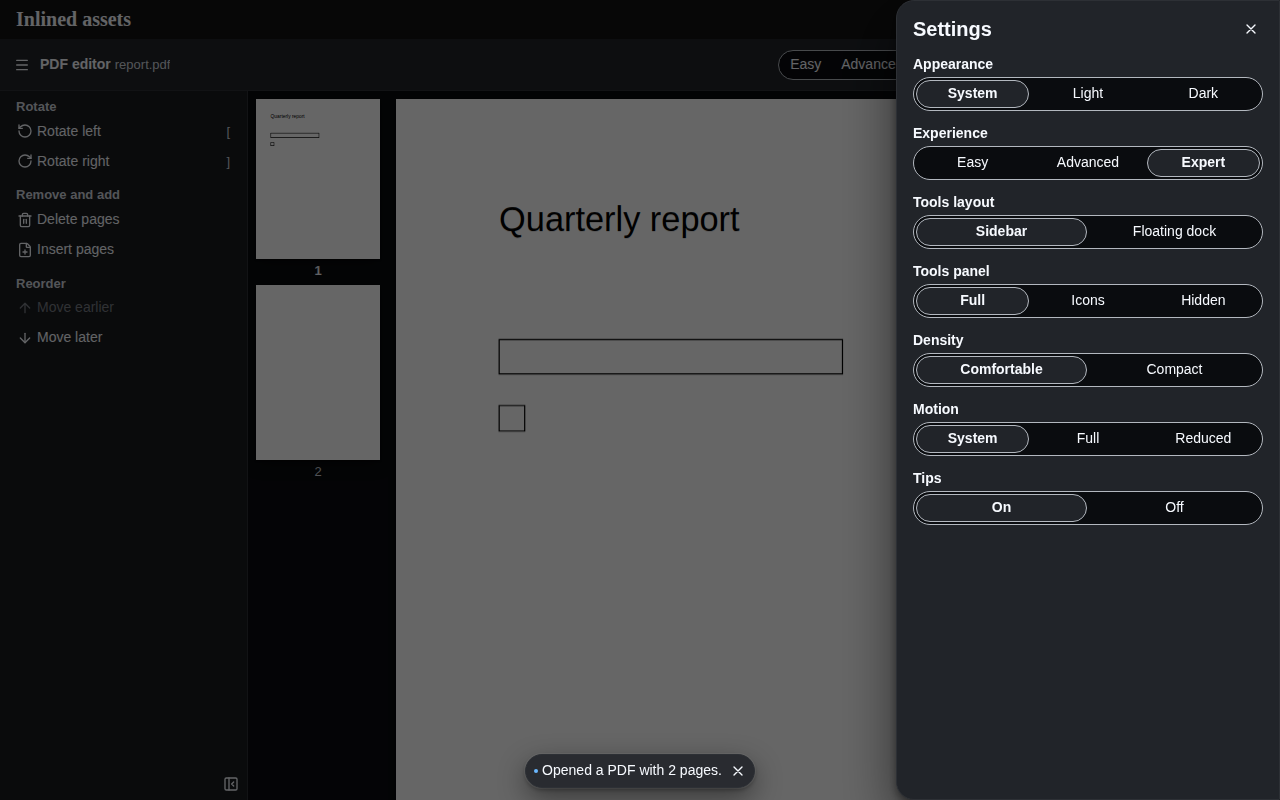 Inlined assets
PDF editor report.pdf
Easy Advance
Rotate
Rotate left [
Rotate right ]
Remove and add
Delete pages
Insert pages
Reorder
Move earlier
Move later
Quarterly report
1
2
Quarterly report
Opened a PDF with 2 pages.
Settings
Appearance
System Light Dark
Experience
Easy Advanced Expert
Tools layout
Sidebar Floating dock
Tools panel
Full Icons Hidden
Density
Comfortable Compact
Motion
System Full Reduced
Tips
On Off